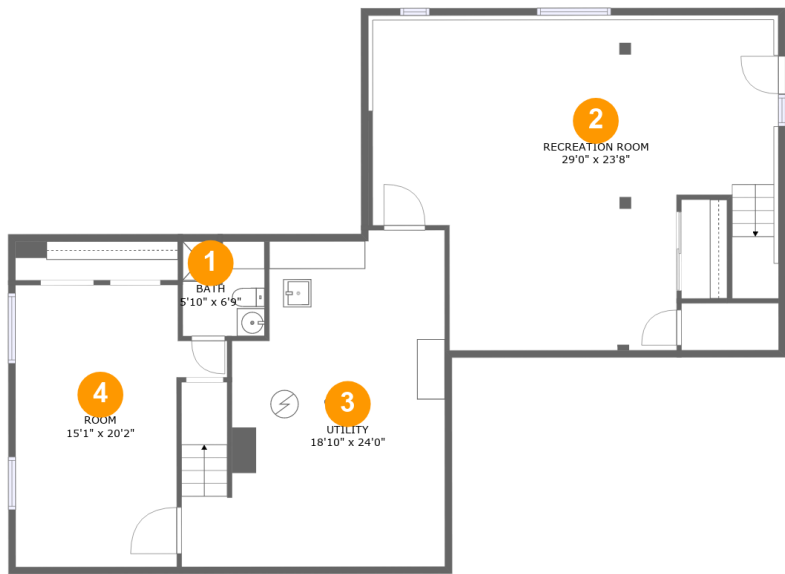 2
RECREATION ROOM
29'0" x 23'8"
1
BATH
5'10" x 6'9"
3
UTILITY
18'10" x 24'0"
4
ROOM
15'1" x 20'2"